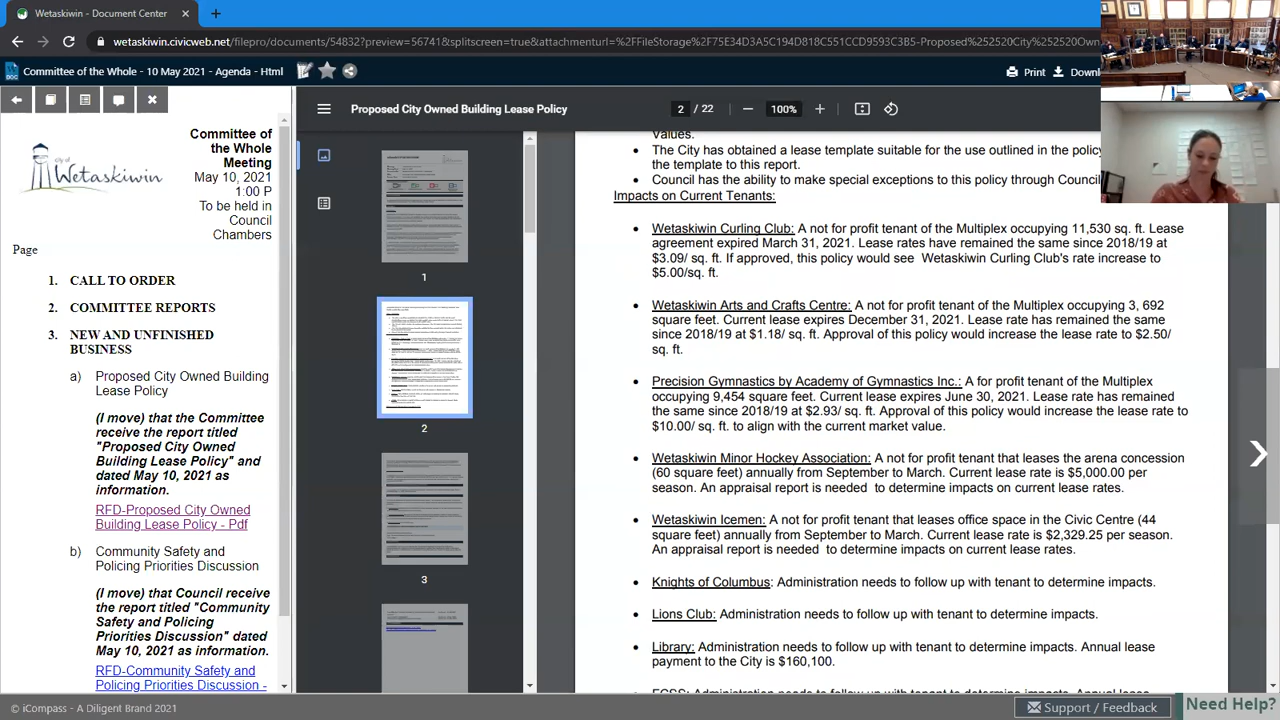 Wetaskiwin - Document Center
Committee of the Whole - 10 May 2021 - Agenda - Html
Print
Proposed City Owned Building Lease Polic
2 / 22
100%
city of
Wetaskiwin
Committee of
the Whole
Meeting
May 10, 2021
1:00 P
To be held in
Council
Chambers
Page
1. CALL TO ORDER
2. COMMITTEE REPORTS
3. NEW AND UNFINISHED
BUSINESS
a) Proposed City Owned Building
Lease Policy
(I move) that the Committee
receive the report titled
"Proposed City Owned
Building Lease Policy" and
dated May 10, 2021 as
information.
RFD-Proposed City Owned
Building Lease Policy - Pdf
b) Community Safety and
Policing Priorities Discussion
(I move) that Council receive
the report titled "Community
Safety and Policing
Priorities Discussion" dated
May 10, 2021 as information.
RFD-Community Safety and
Policing Priorities Discussion -
1
2
3
Values.
• The City has obtained a lease template suitable for the use outlined in the policy
the template to this report.
• Council has the ability to make special exceptions to this policy through Council
Impacts to Current Tenants:
• Wetaskiwin Curling Club: A not for profit tenant of the Multiplex occupying 11,530 sq. ft. Lease
agreement expired March 31, 2021. Lease rates have remained the same since 2018/19 at
$3.09/ sq. ft. If approved, this policy would see Wetaskiwin Curling Club's rate increase to
$5.00/sq. ft.
• Wetaskiwin Arts and Crafts A not for profit tenant of the Multiplex occupying 3, 692
square feet. Current lease expires December 31, 2021. Lease rate has remained the same
since 2018/19 at $1.18/ sq. ft. Approval of this policy would increase the lease rate to $2.50/
sq. ft.
• Precision Gymnastics by Academy of Gymnastics Inc.: A for profit tenant of the Multiplex
occupying 9,454 square feet. Current lease expires June 30, 2021. Lease rate has remained
the same since 2018/19 at $2.93/ sq. ft. Approval of this policy would increase the lease rate to
$10.00/ sq. ft. to align with the current market value.
• Wetaskiwin Minor Hockey Association: A not for profit tenant that leases the arena concession
(60 square feet) annually from September to March. Current lease rate is $5,000.00 per
season. An appraisal report is needed to determine impacts on current lease rates.
• Wetaskiwin Icemen: A not for profit tenant that leases office space in the Civic Centre (44
square feet) annually from September to March. Current lease rate is $2,329.25 per season.
An appraisal report is needed to determine impacts on current lease rates.
• Knights of Columbus: Administration needs to follow up with tenant to determine impacts.
• Lions Club: Administration needs to follow up with tenant to determine impacts.
• Library: Administration needs to follow up with tenant to determine impacts. Annual lease
payment to the City is $160,100.
• FCSS: Administration needs to follow up with tenant to determine impacts. Annual lease
© iCompass - A Diligent Brand 2021
Support / Feedback
Need Help?